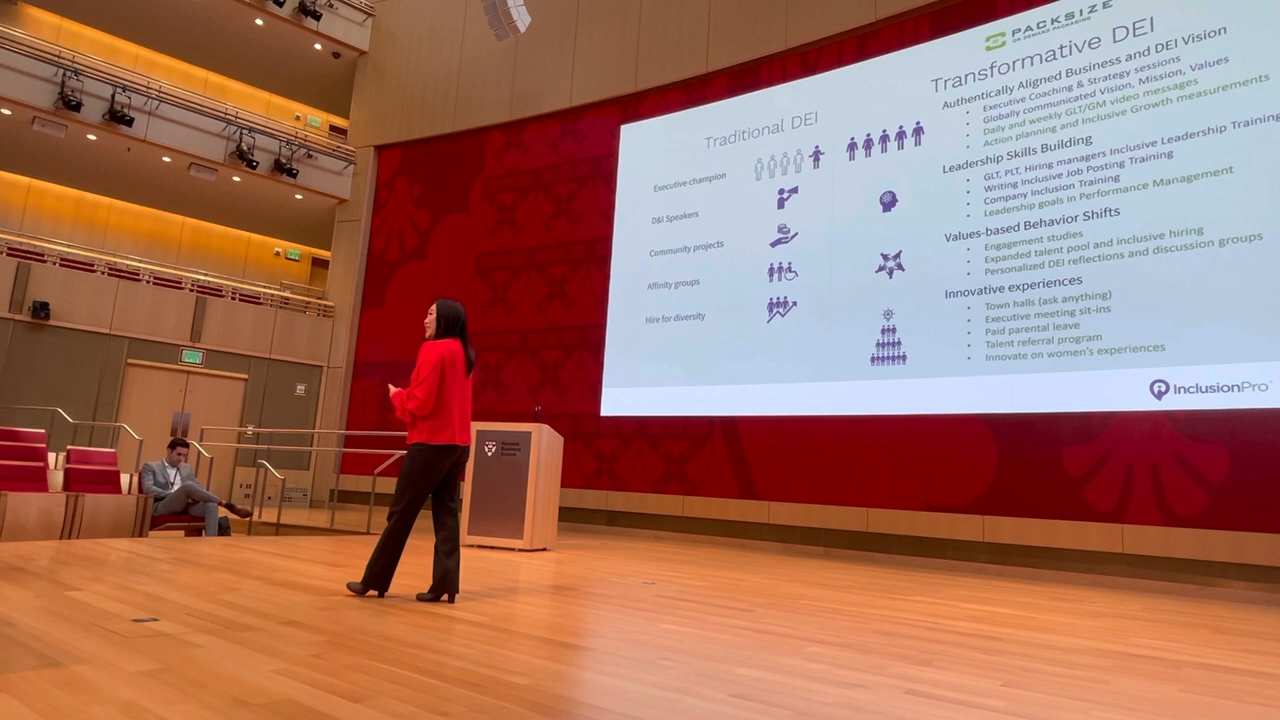 PACKSIZE
ON DEMAND PACKAGING
Traditional DEI
Executive champion
D&I Speakers
Community projects
Affinity groups
Hire for diversity
Transformative DEI
Authentically Aligned Business and DEI Vision
Executive Coaching & Strategy sessions
Globally communicated Vision, Mission, Values
Daily and weekly GLT/GM video messages
Action planning and Inclusive Growth measurements
Leadership Skills Building
GLT, PLT, Hiring managers Inclusive Leadership Training
Writing Inclusive Job Posting Training
Company Inclusion Training
Leadership goals in Performance Management
Values-based Behavior Shifts
Engagement studies
Expanded talent pool and inclusive hiring
Personalized DEI reflections and discussion groups
Innovative experiences
Town halls (ask anything)
Executive meeting sit-ins
Paid parental leave
Talent referral program
Innovate on women's experiences
InclusionPro
Harvard
Business
School
EXIT